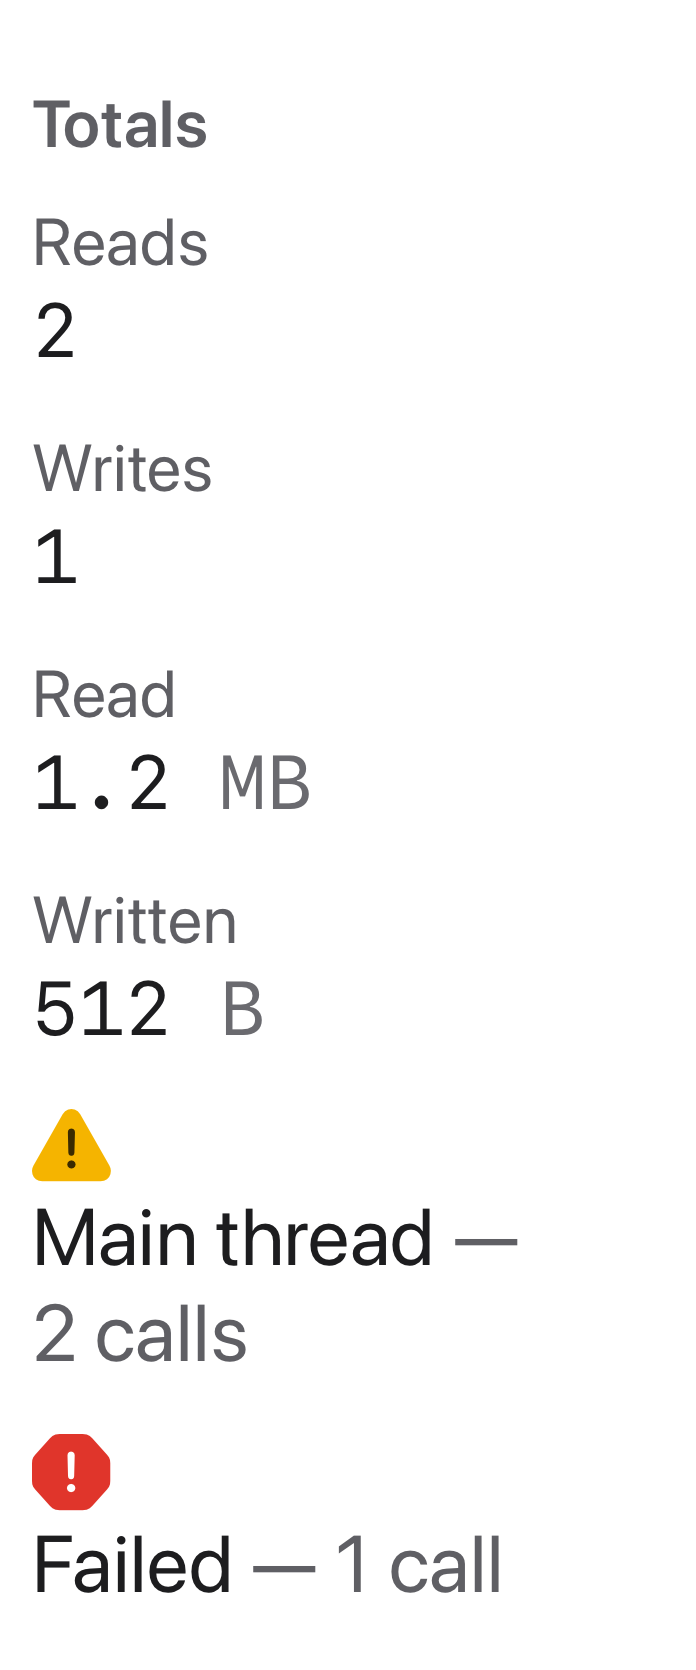 Totals
Reads
2
Writes
1
Read
1.2 MB
Written
512 B
Main thread —
2 calls
Failed — 1 call